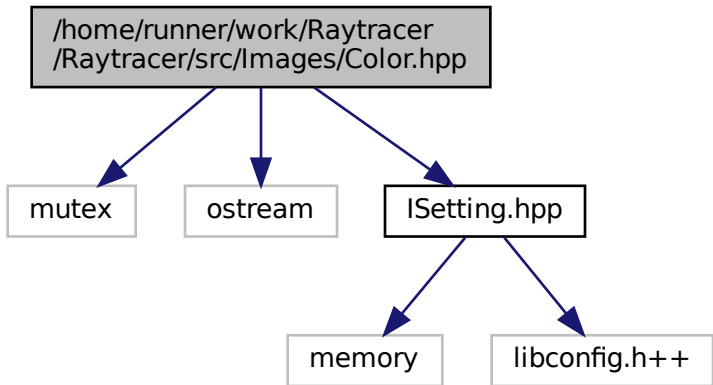 /home/runner/work/Raytracer
/Raytracer/src/Images/Color.hpp
mutex
ostream
ISetting.hpp
memory
libconfig.h++